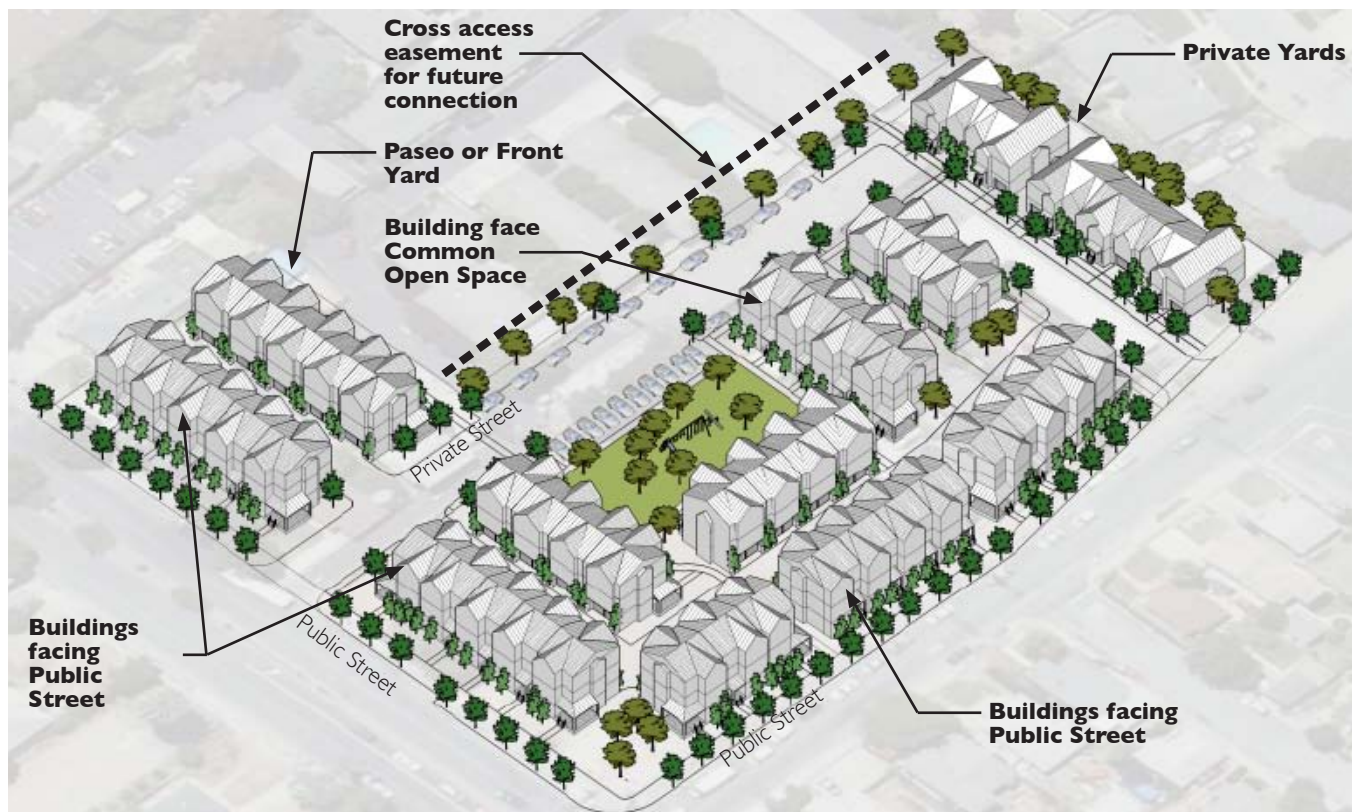 Cross access
easement
for future
connection
Private Yards
Paseo or Front
Yard
Building face
Common
Open Space
Private Street
Buildings
facing
Public
Street
Public Street
Public Street
Buildings facing
Public Street